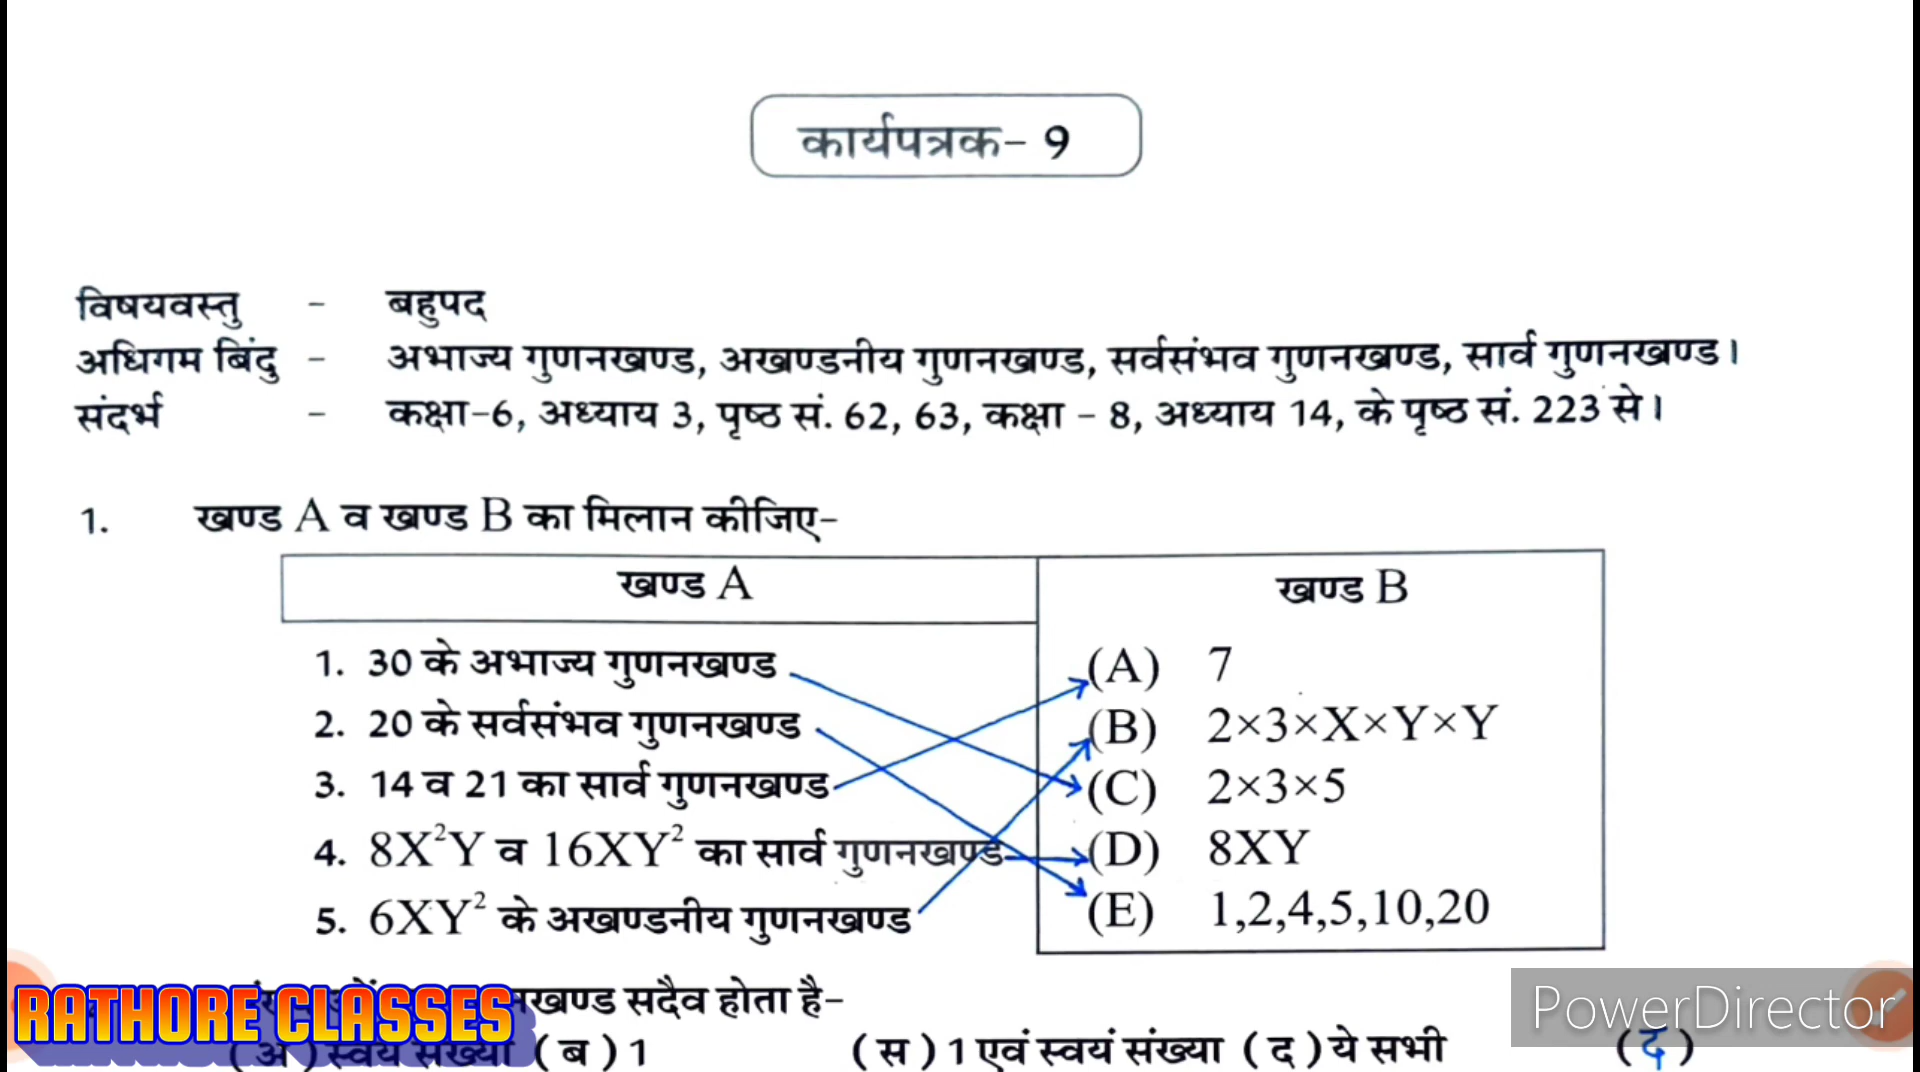 कार्यपत्रक- 9
विषयवस्तु - बहुपद
अधिगम बिंदु - अभाज्य गुणनखण्ड, अखण्डनीय गुणनखण्ड, सर्वसंभव गुणनखण्ड, सार्व गुणनखण्ड।
संदर्भ - कक्षा-6, अध्याय 3, पृष्ठ सं. 62, 63, कक्षा - 8, अध्याय 14, के पृष्ठ सं. 223 से।
1. खण्ड A व खण्ड B का मिलान कीजिए-
खण्ड A खण्ड B
1. 30 के अभाज्य गुणनखण्ड (A) 7
2. 20 के सर्वसंभव गुणनखण्ड (B) 2×3×X×Y×Y
3. 14 व 21 का सार्व गुणनखण्ड (C) 2×3×5
4. 8X²Y व 16XY² का सार्व गुणनखण्ड (D) 8XY
5. 6XY² के अखण्डनीय गुणनखण्ड (E) 1,2,4,5,10,20
सदैव होता है-
(अ) स्वयं संख्या (ब) 1 (स) 1 एवं स्वयं संख्या (द) ये सभी (द)
RATHORE CLASSES
PowerDirector